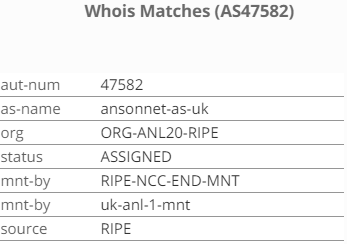 Whois Matches (AS47582)
aut-num 47582
as-name ansonnet-as-uk
org ORG-ANL20-RIPE
status ASSIGNED
mnt-by RIPE-NCC-END-MNT
mnt-by uk-anl-1-mnt
source RIPE